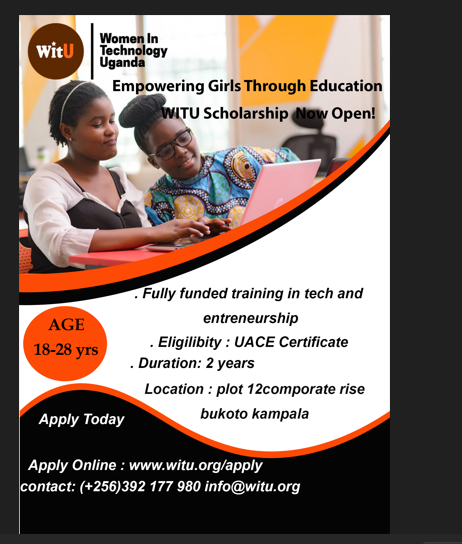 WitU
Women In
Technology
Uganda
Empowering Girls Through Education
WITU Scholarship Now Open!
. Fully funded training in tech and
entreneurship
AGE
18-28 yrs
. Eligilibity : UACE Certificate
. Duration: 2 years
Location : plot 12comporate rise
bukoto kampala
Apply Today
Apply Online : www.witu.org/apply
contact: (+256)392 177 980 info@witu.org